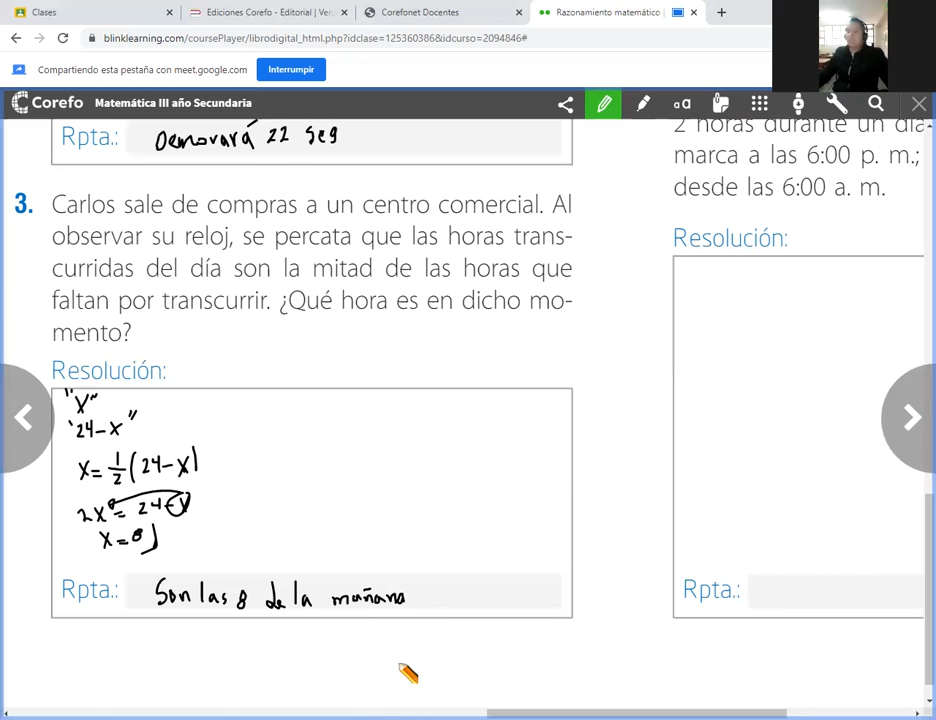 Clases
Ediciones Corefo - Editorial | Ven
Corefonet Docentes
Razonamiento matemático |
blinklearning.com/coursePlayer/librodigital_html.php?idclase=125360386&idcurso=2094846#
Compartiendo esta pestaña con meet.google.com
Interrumpir
Corefo
Matemática III año Secundaria
aa
Rpta.: Demorará 22 seg
3. Carlos sale de compras a un centro comercial. Al
observar su reloj, se percata que las horas trans-
curridas del día son la mitad de las horas que
faltan por transcurrir. ¿Qué hora es en dicho mo-
mento?
Resolución:
"X"
"24-X"
X=1/2(24-X)
2X = 24-X
X=8
Rpta.: Son las 8 de la mañana
2 horas durante un día
marca a las 6:00 p. m.;
desde las 6:00 a. m.
Resolución:
Rpta.: